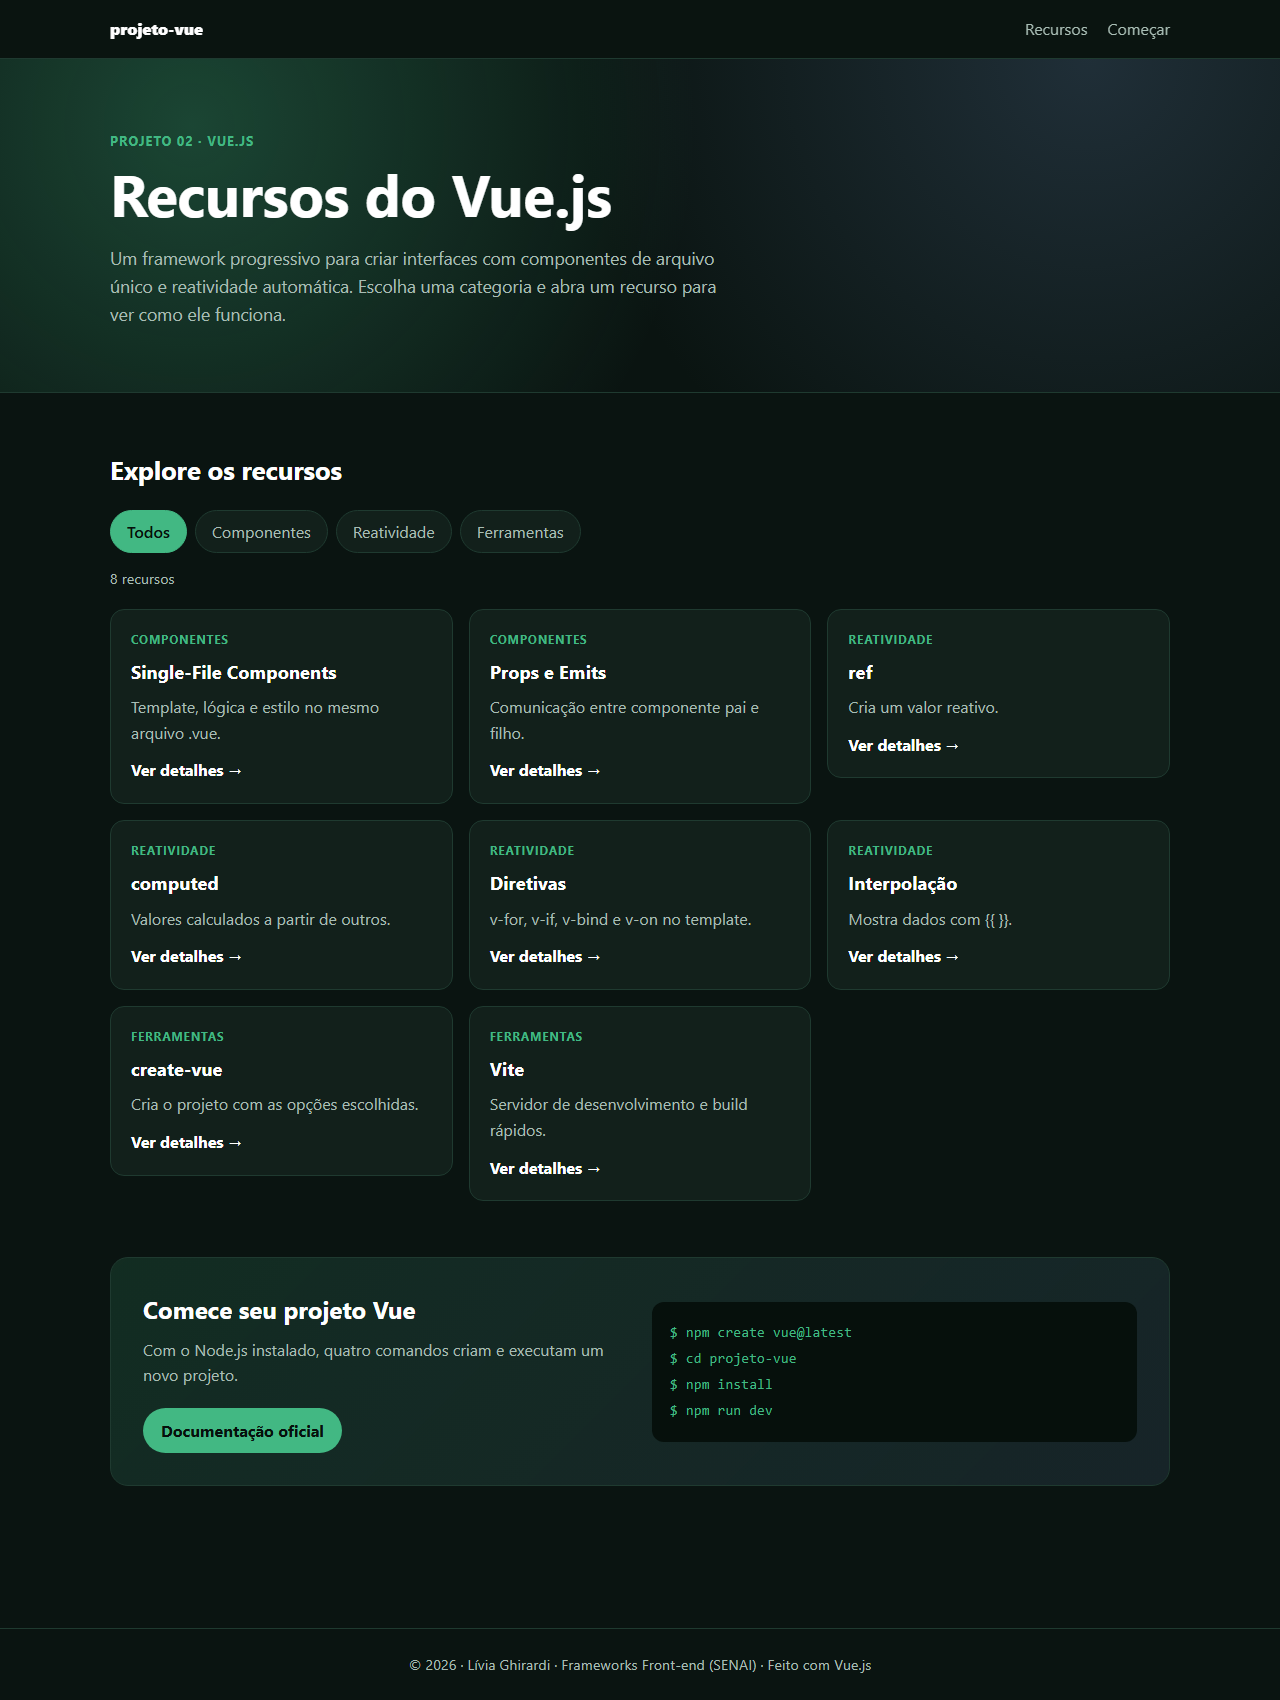 projeto-vue
Recursos
Começar
PROJETO 02 · VUE.JS
Recursos do Vue.js
Um framework progressivo para criar interfaces com componentes de arquivo
único e reatividade automática. Escolha uma categoria e abra um recurso para
ver como ele funciona.
Explore os recursos
Todos
Componentes
Reatividade
Ferramentas
8 recursos
COMPONENTES
Single-File Components
Template, lógica e estilo no mesmo
arquivo .vue.
Ver detalhes →
COMPONENTES
Props e Emits
Comunicação entre componente pai e
filho.
Ver detalhes →
REATIVIDADE
ref
Cria um valor reativo.
Ver detalhes →
REATIVIDADE
computed
Valores calculados a partir de outros.
Ver detalhes →
REATIVIDADE
Diretivas
v-for, v-if, v-bind e v-on no template.
Ver detalhes →
REATIVIDADE
Interpolação
Mostra dados com {{ }}.
Ver detalhes →
FERRAMENTAS
create-vue
Cria o projeto com as opções escolhidas.
Ver detalhes →
FERRAMENTAS
Vite
Servidor de desenvolvimento e build
rápidos.
Ver detalhes →
Comece seu projeto Vue
Com o Node.js instalado, quatro comandos criam e executam um
novo projeto.
Documentação oficial
$ npm create vue@latest
$ cd projeto-vue
$ npm install
$ npm run dev
© 2026 · Lívia Ghirardi · Frameworks Front-end (SENAI) · Feito com Vue.js